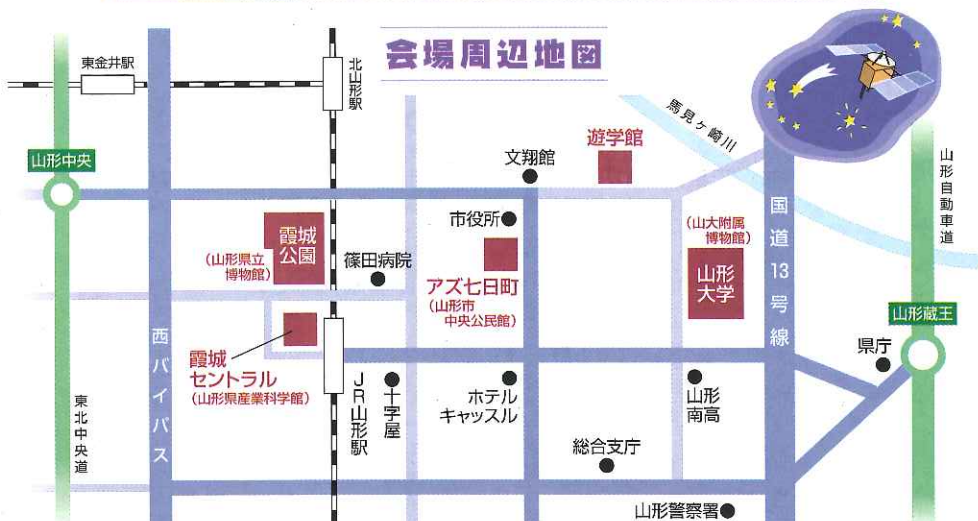 会場周辺地図
東金井駅
北山形駅
馬見ヶ崎川
遊学館
文翔館
山形中央
山形自動車道
国道13号線
市役所
(山大附属
博物館)
霞城
公園
(山形県立
博物館)
篠田病院
アズ七日町
(山形市
中央公民館)
山形
大学
山形蔵王
県庁
西バイパス
霞城
セントラル
(山形県産業科学館)
JR山形駅
十字屋
ホテル
キャッスル
山形
南高
東北中央道
総合支庁
山形警察署